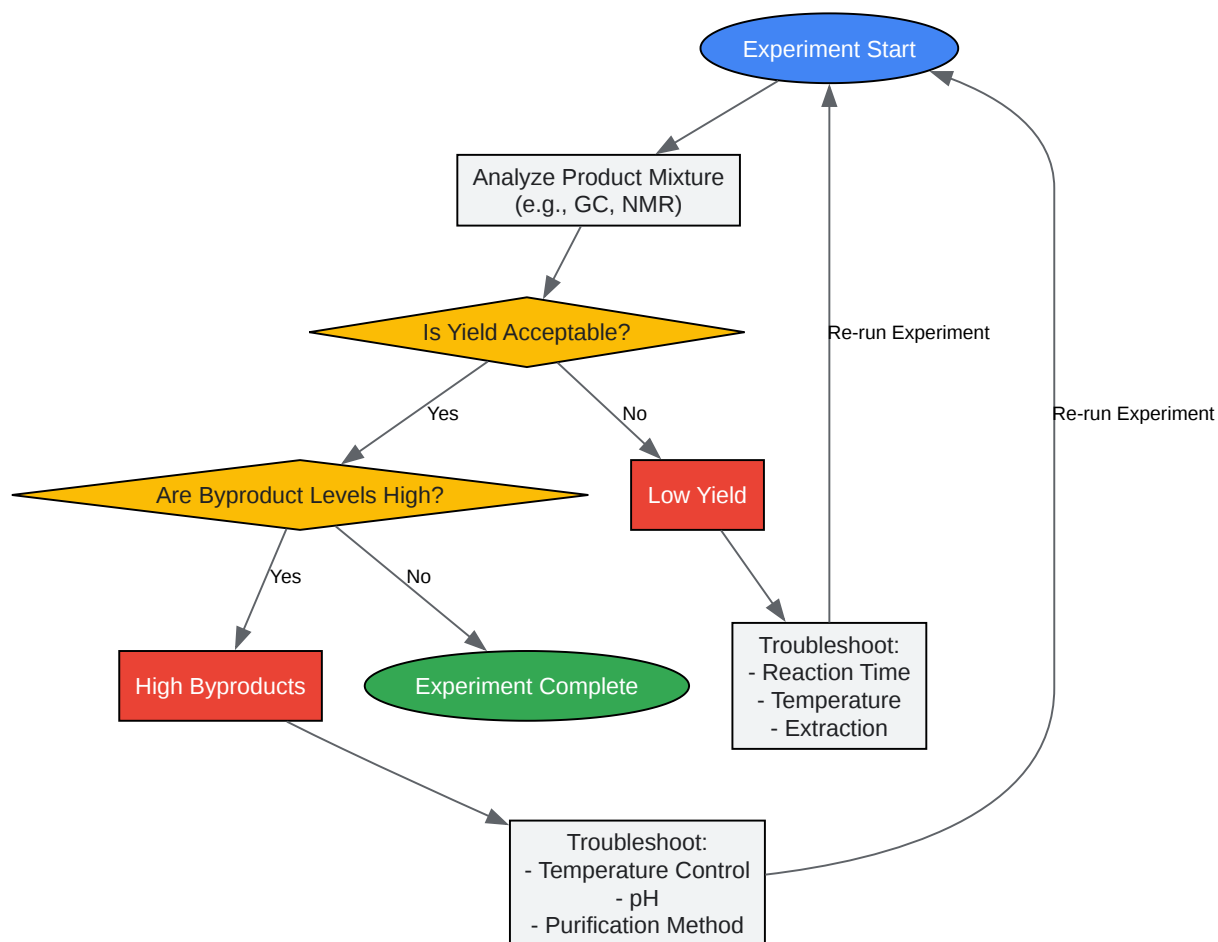 Experiment Start
Analyze Product Mixture
(e.g., GC, NMR)
Is Yield Acceptable?
Re-run Experiment
Re-run Experiment
Yes
No
Are Byproduct Levels High?
Low Yield
Yes
No
High Byproducts
Experiment Complete
Troubleshoot:
- Reaction Time
- Temperature
- Extraction
Troubleshoot:
- Temperature Control
- pH
- Purification Method